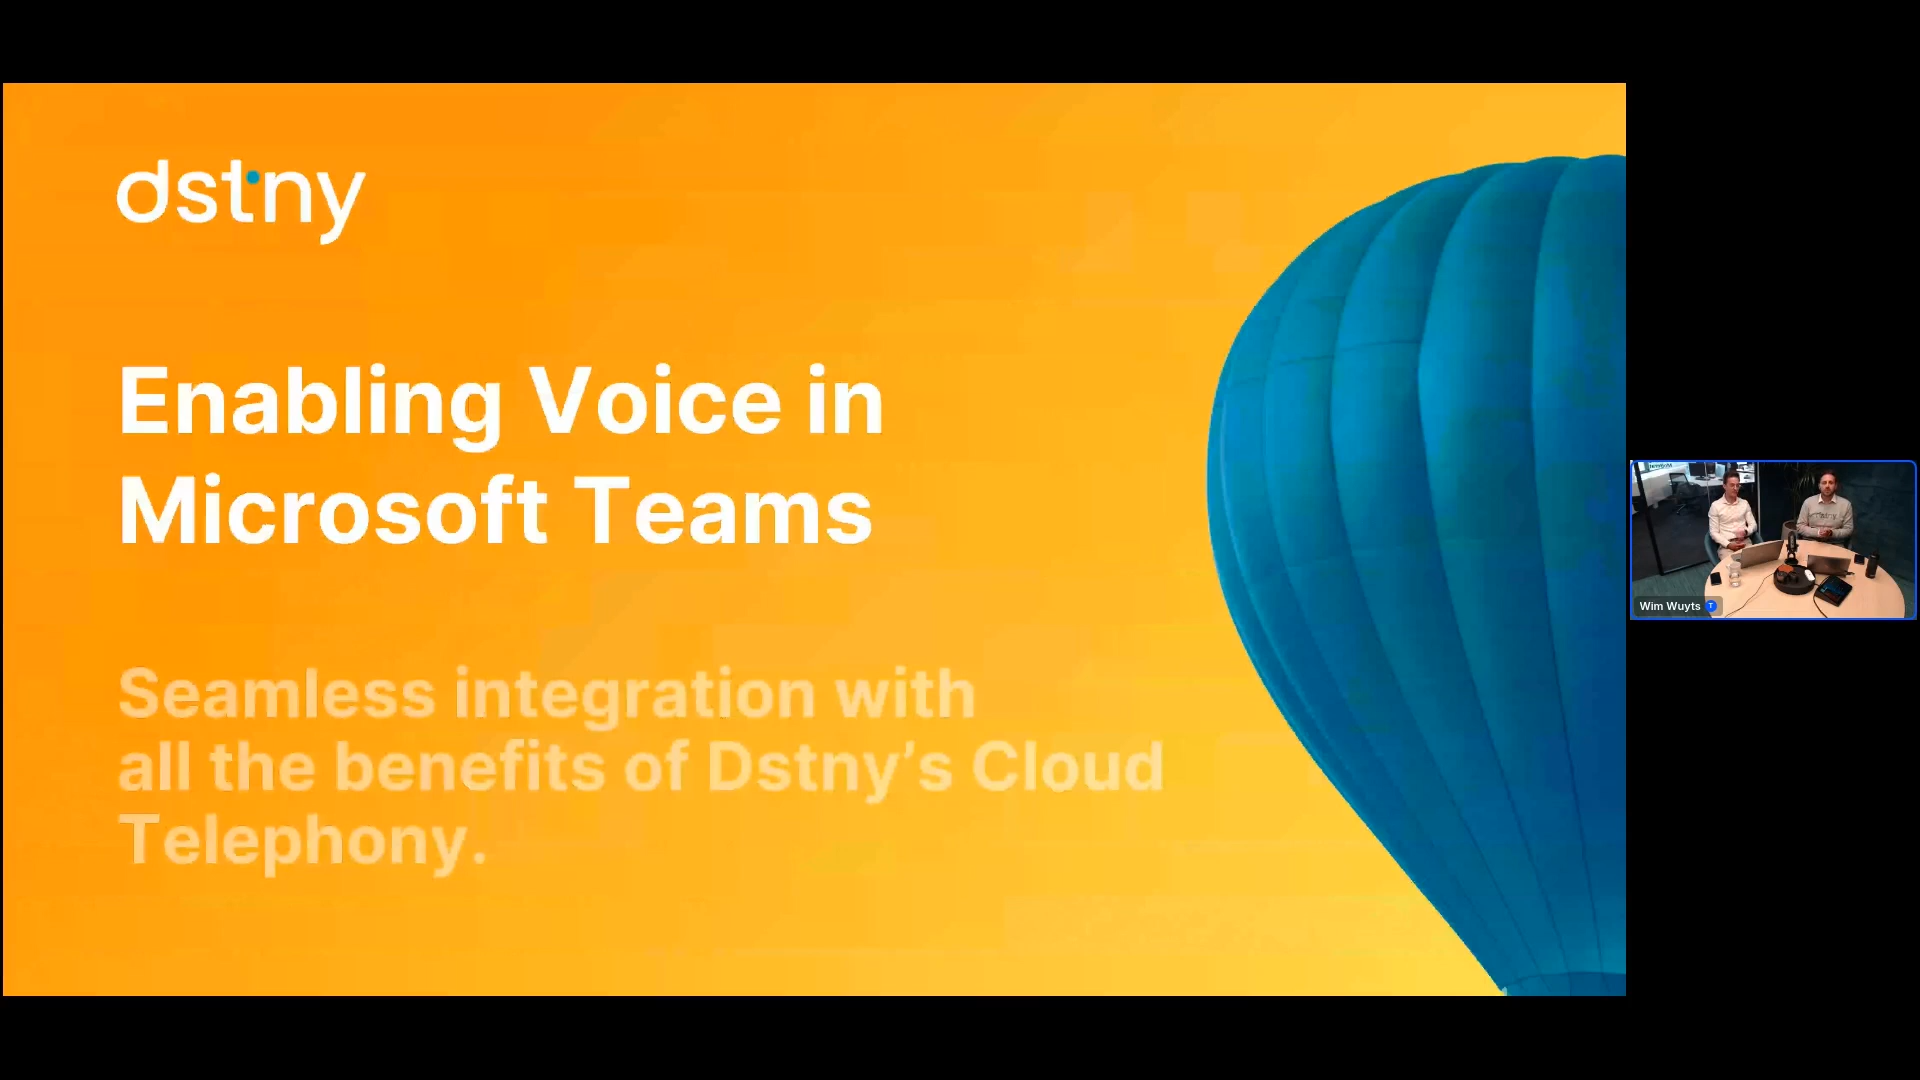 dstny
Enabling Voice in
Microsoft Teams
Seamless integration with
all the benefits of Dstny’s Cloud
Telephony.
Wim Wuyts